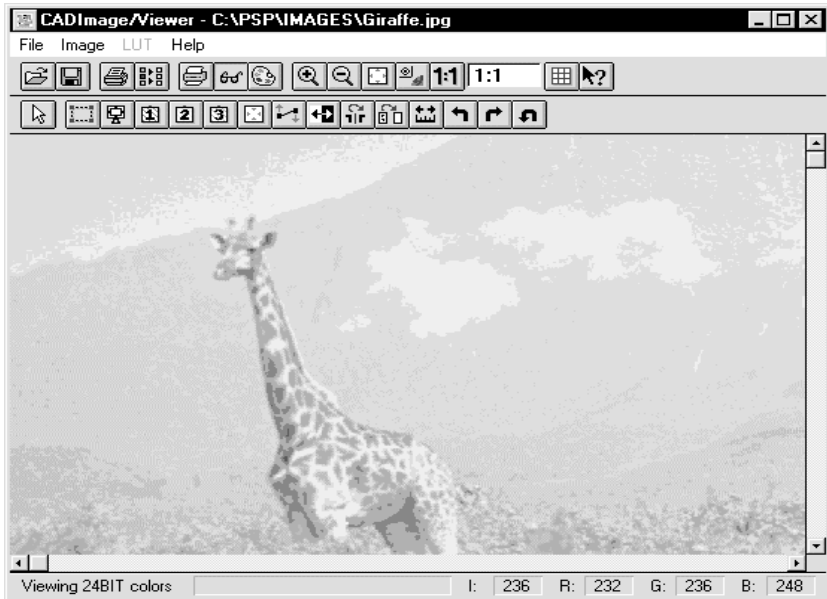 CADImage/Viewer - C:\PSP\IMAGES\Giraffe.jpg
File Image LUT Help
1:1 1:1
1 2 3
Viewing 24BIT colors I: 236 R: 232 G: 236 B: 248